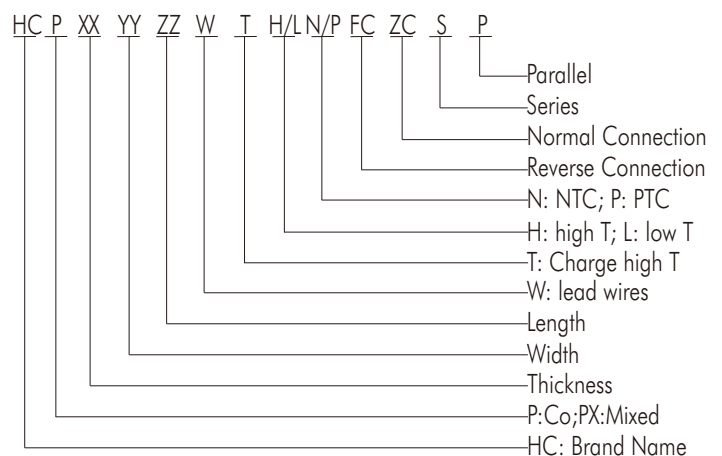 HC P XX YY ZZ W T H/L N/P FC ZC S P
Parallel
Series
Normal Connection
Reverse Connection
N: NTC; P: PTC
H: high T; L: low T
T: Charge high T
W: lead wires
Length
Width
Thickness
P:Co;PX:Mixed
HC: Brand Name